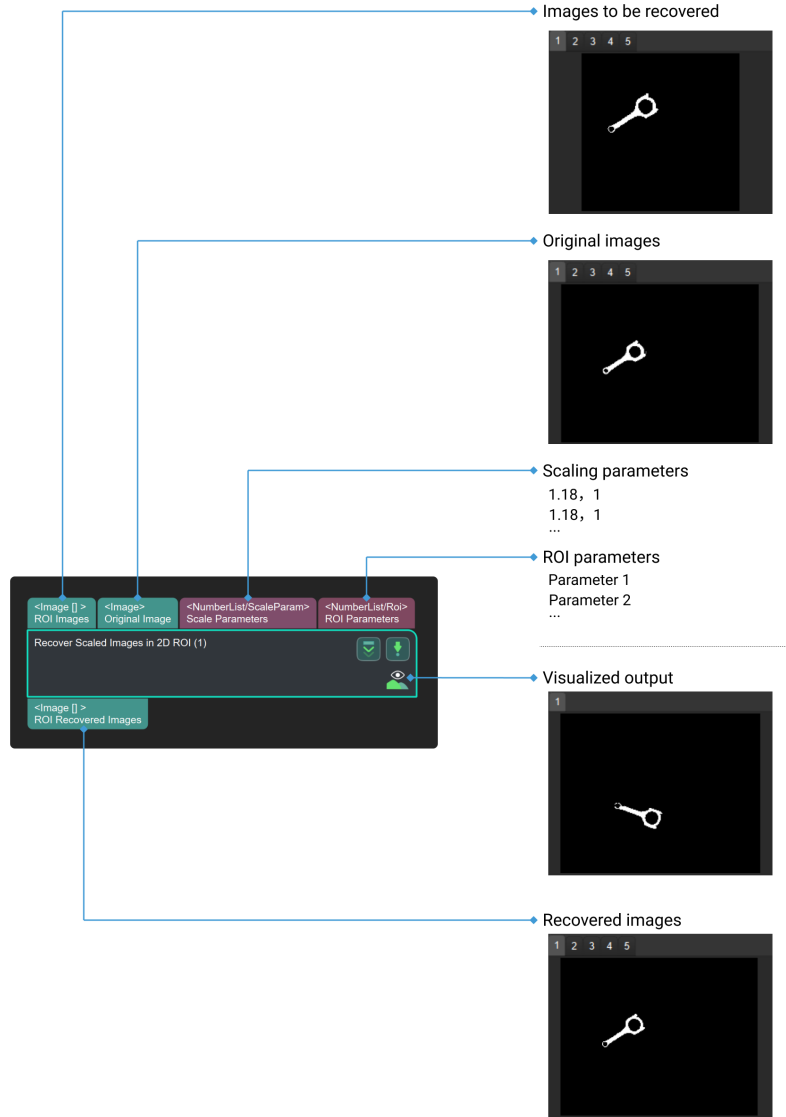 Images to be recovered
1 2 3 4 5
Original images
1 2 3 4 5
Scaling parameters
1.18，1
1.18，1
...
ROI parameters
Parameter 1
Parameter 2
...
<Image [] >
ROI Images
<Image>
Original Image
<NumberList/ScaleParam>
Scale Parameters
<NumberList/Roi>
ROI Parameters
Recover Scaled Images in 2D ROI (1)
<Image [] >
ROI Recovered Images
Visualized output
1
Recovered images
1 2 3 4 5